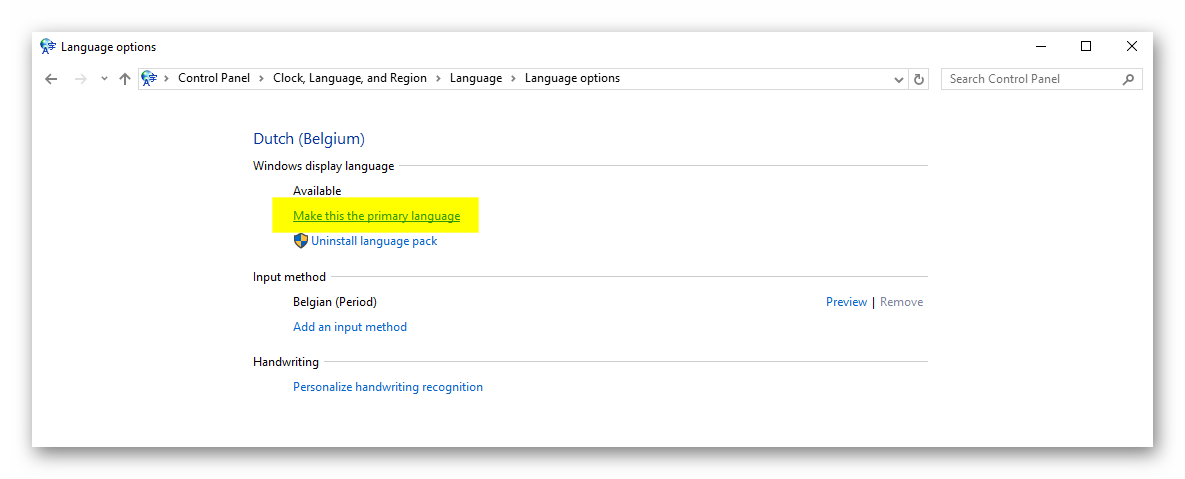 Language options
Control Panel > Clock, Language, and Region > Language > Language options
Search Control Panel
Dutch (Belgium)
Windows display language
Available
Make this the primary language
Uninstall language pack
Input method
Belgian (Period) Preview | Remove
Add an input method
Handwriting
Personalize handwriting recognition